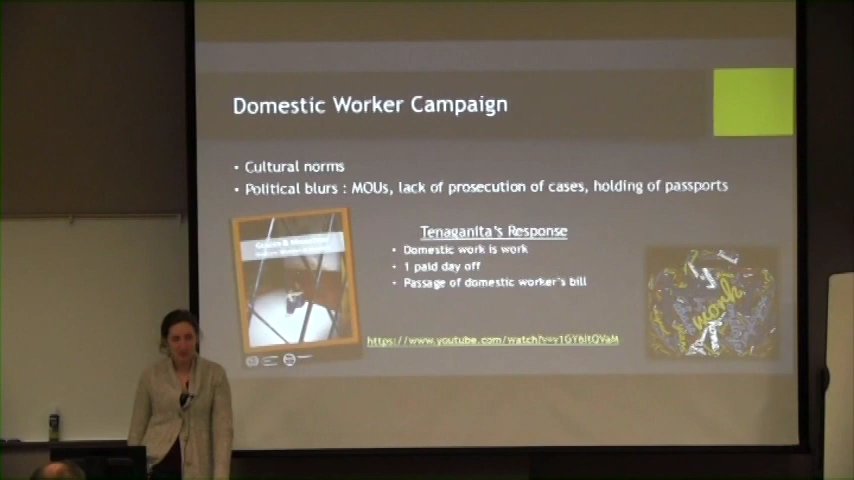 Domestic Worker Campaign
• Cultural norms
• Political blurs : MOUs, lack of prosecution of cases, holding of passports
Tenaganita's Response
• Domestic work is work
• 1 paid day off
• Passage of domestic worker's bill
work